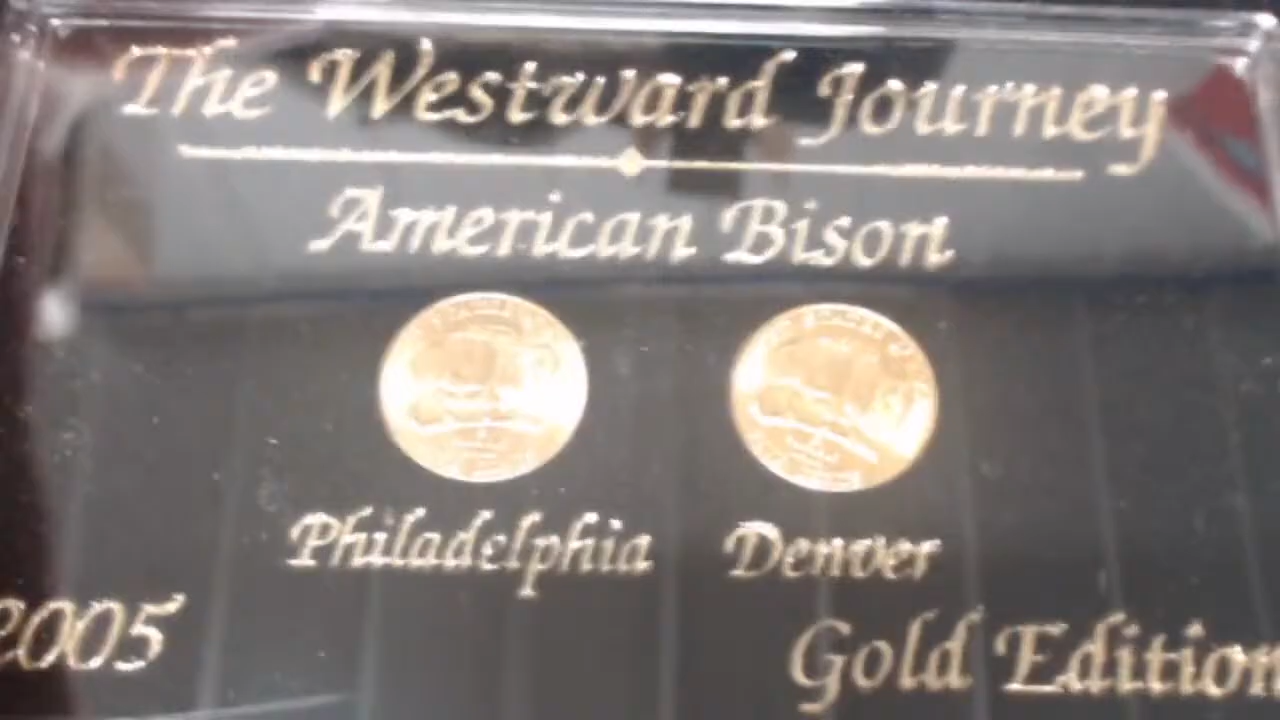 The Westward Journey
American Bison
Philadelphia Denver
2005
Gold Edition